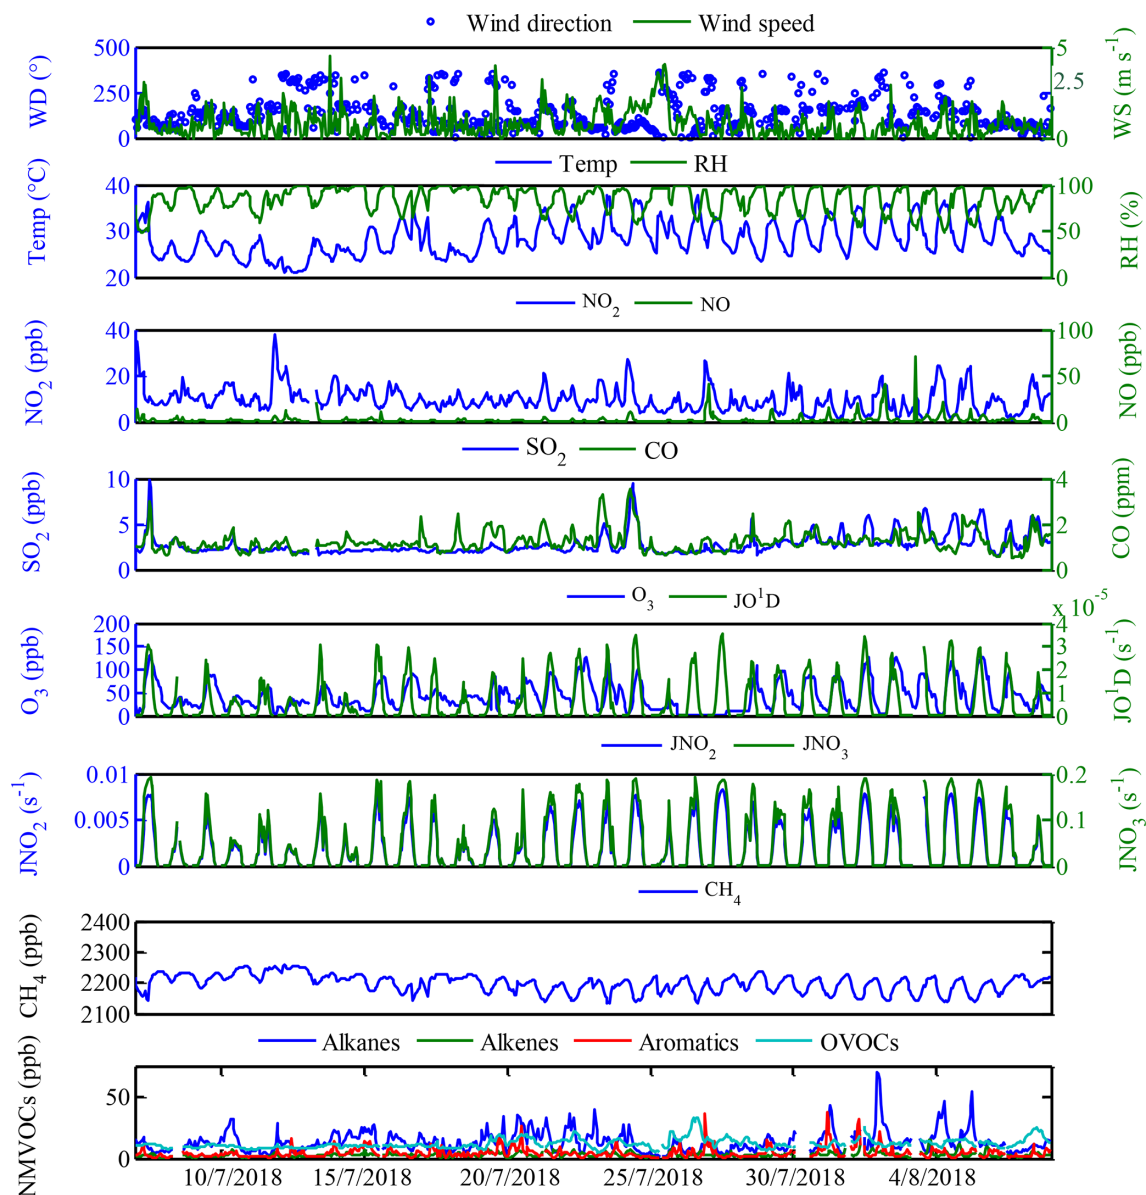 Wind direction Wind speed
WD (°)
500
250
0
5
2.5
0
WS (m s-1)
Temp RH
Temp (°C)
40
30
20
100
50
0
RH (%)
NO2 NO
NO2 (ppb)
40
20
0
100
50
0
NO (ppb)
SO2 CO
SO2 (ppb)
10
5
0
4
2
0
CO (ppm)
O3 JO1D
x 10-5
O3 (ppb)
200
150
100
50
0
4
3
2
1
0
JO1D (s-1)
JNO2 JNO3
JNO2 (s-1)
0.01
0.005
0
0.2
0.1
0
JNO3 (s-1)
CH4
CH4 (ppb)
2400
2300
2200
2100
Alkanes Alkenes Aromatics OVOCs
NMVOCs (ppb)
50
0
10/7/2018 15/7/2018 20/7/2018 25/7/2018 30/7/2018 4/8/2018